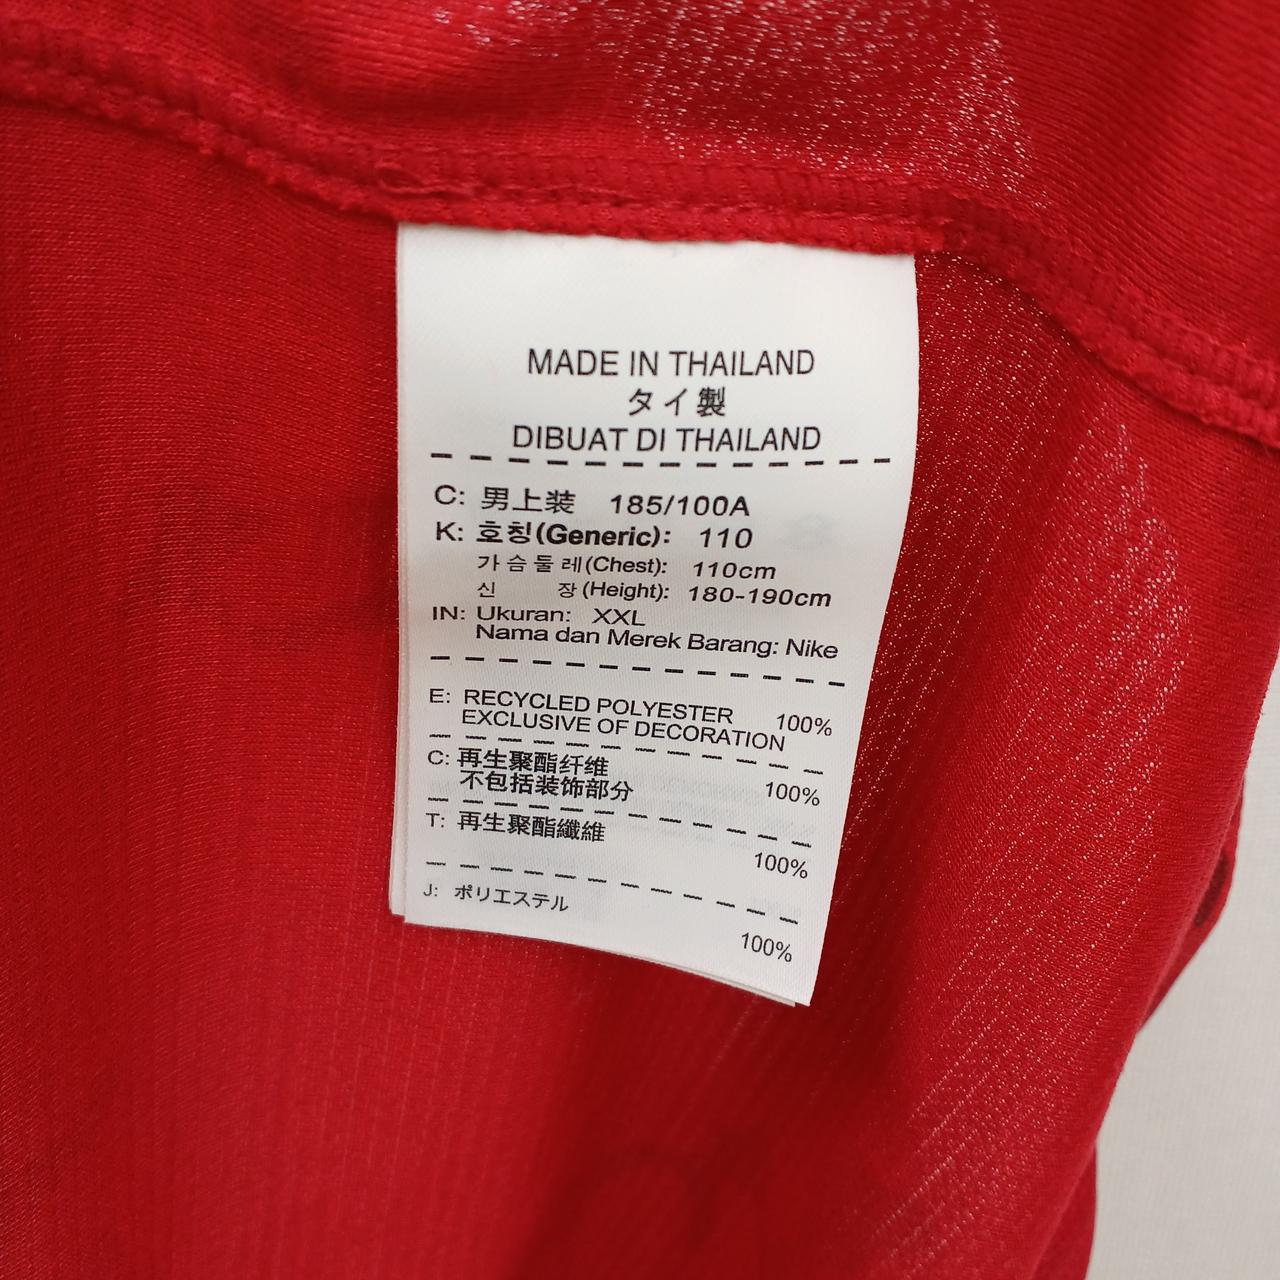 MADE IN THAILAND
タイ製
DIBUAT DI THAILAND
C: 男上装 185/100A
K: 호칭(Generic): 110
가슴둘레(Chest): 110cm
신 장(Height): 180-190cm
IN: Ukuran: XXL
Nama dan Merek Barang: Nike
E: RECYCLED POLYESTER 100%
EXCLUSIVE OF DECORATION
C: 再生聚酯纤维 100%
不包括装饰部分
T: 再生聚酯纖維 100%
J: ポリエステル 100%